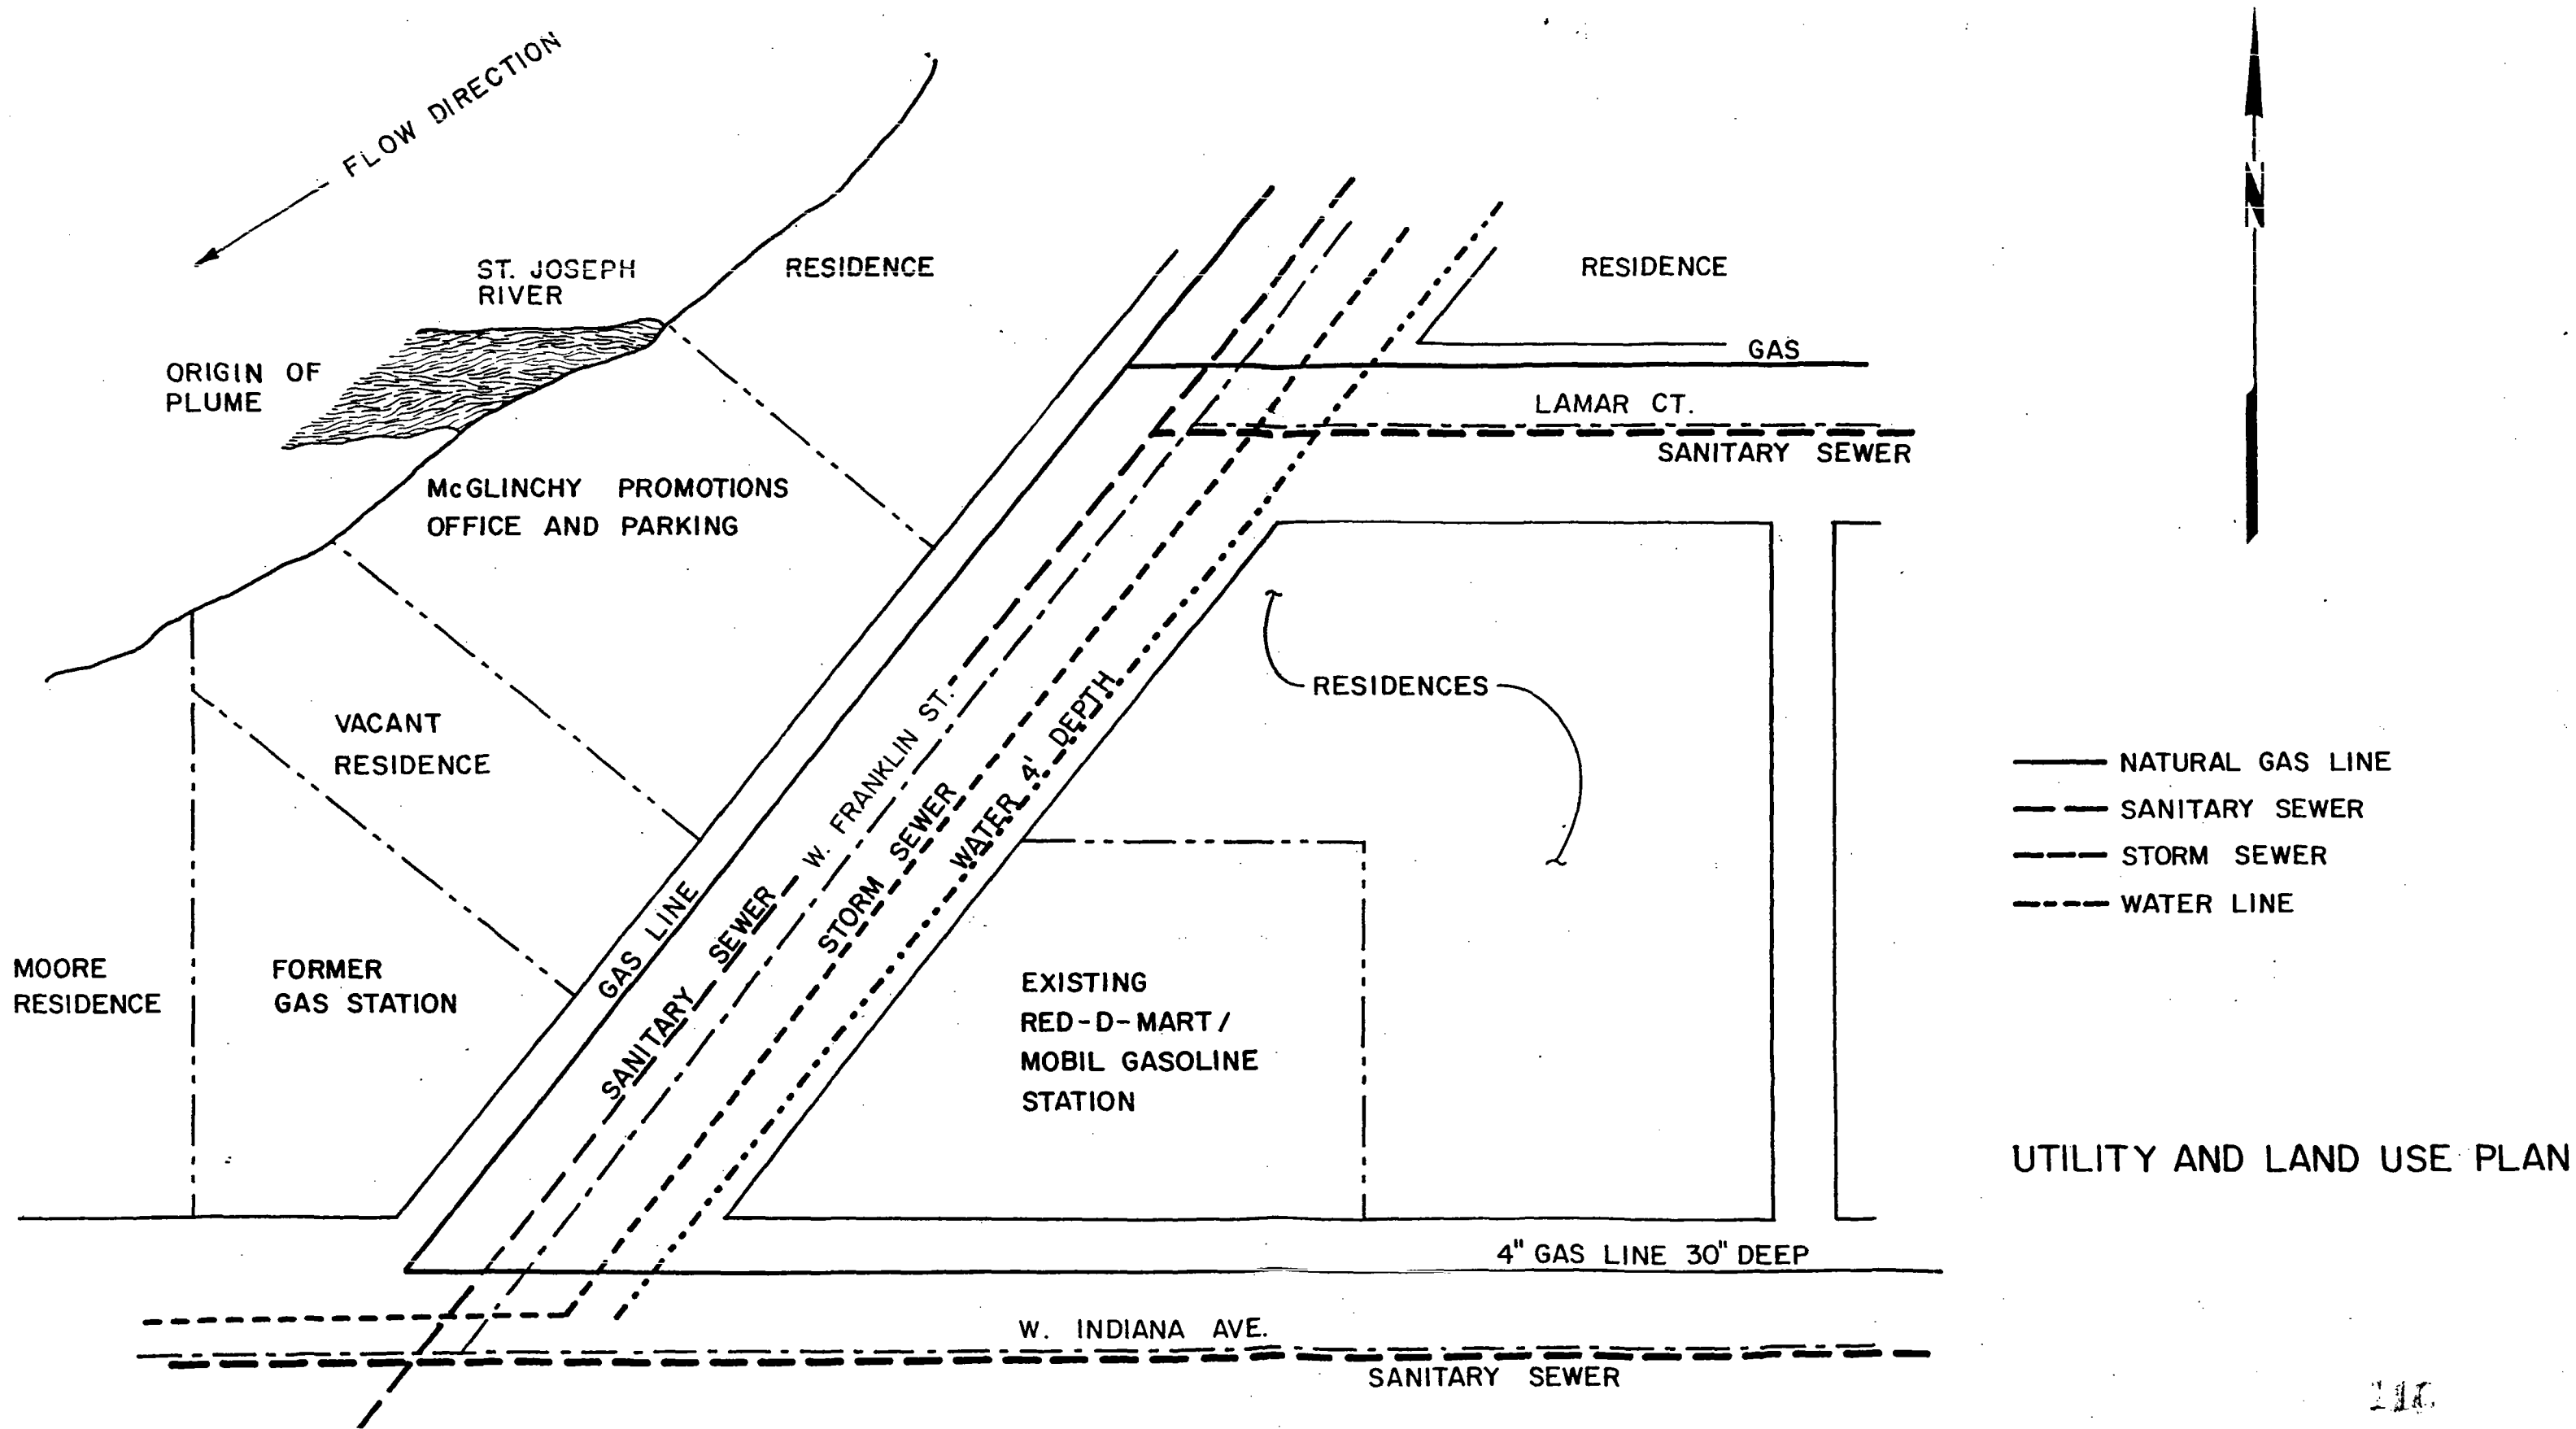 FLOW DIRECTION
N
ST. JOSEPH
RIVER
RESIDENCE
RESIDENCE
GAS
ORIGIN OF
PLUME
LAMAR CT.
SANITARY SEWER
McGLINCHY PROMOTIONS
OFFICE AND PARKING
RESIDENCES
VACANT
RESIDENCE
W. FRANKLIN ST.
WATER 4' DEPTH
STORM SEWER
SANITARY SEWER
GAS LINE
NATURAL GAS LINE
SANITARY SEWER
STORM SEWER
WATER LINE
MOORE
RESIDENCE
FORMER
GAS STATION
EXISTING
RED-D-MART/
MOBIL GASOLINE
STATION
UTILITY AND LAND USE PLAN
4" GAS LINE 30" DEEP
W. INDIANA AVE.
SANITARY SEWER